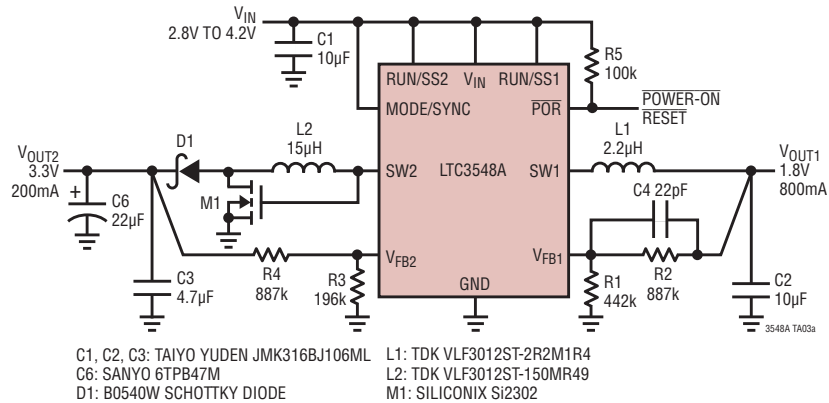 VIN
2.8V TO 4.2V
C1
10µF
RUN/SS2 VIN RUN/SS1
R5
100k
MODE/SYNC
POR
POWER-ON
RESET
D1
L2
15µH
L1
2.2µH
VOUT2
3.3V
200mA
SW2
LTC3548A
SW1
VOUT1
1.8V
800mA
+
C6
22µF
M1
C4 22pF
VFB2
VFB1
R4
887k
R3
196k
GND
R1
442k
R2
887k
C3
4.7µF
C2
10µF
3548A TA03a
C1, C2, C3: TAIYO YUDEN JMK316BJ106ML
C6: SANYO 6TPB47M
D1: B0540W SCHOTTKY DIODE
L1: TDK VLF3012ST-2R2M1R4
L2: TDK VLF3012ST-150MR49
M1: SILICONIX Si2302